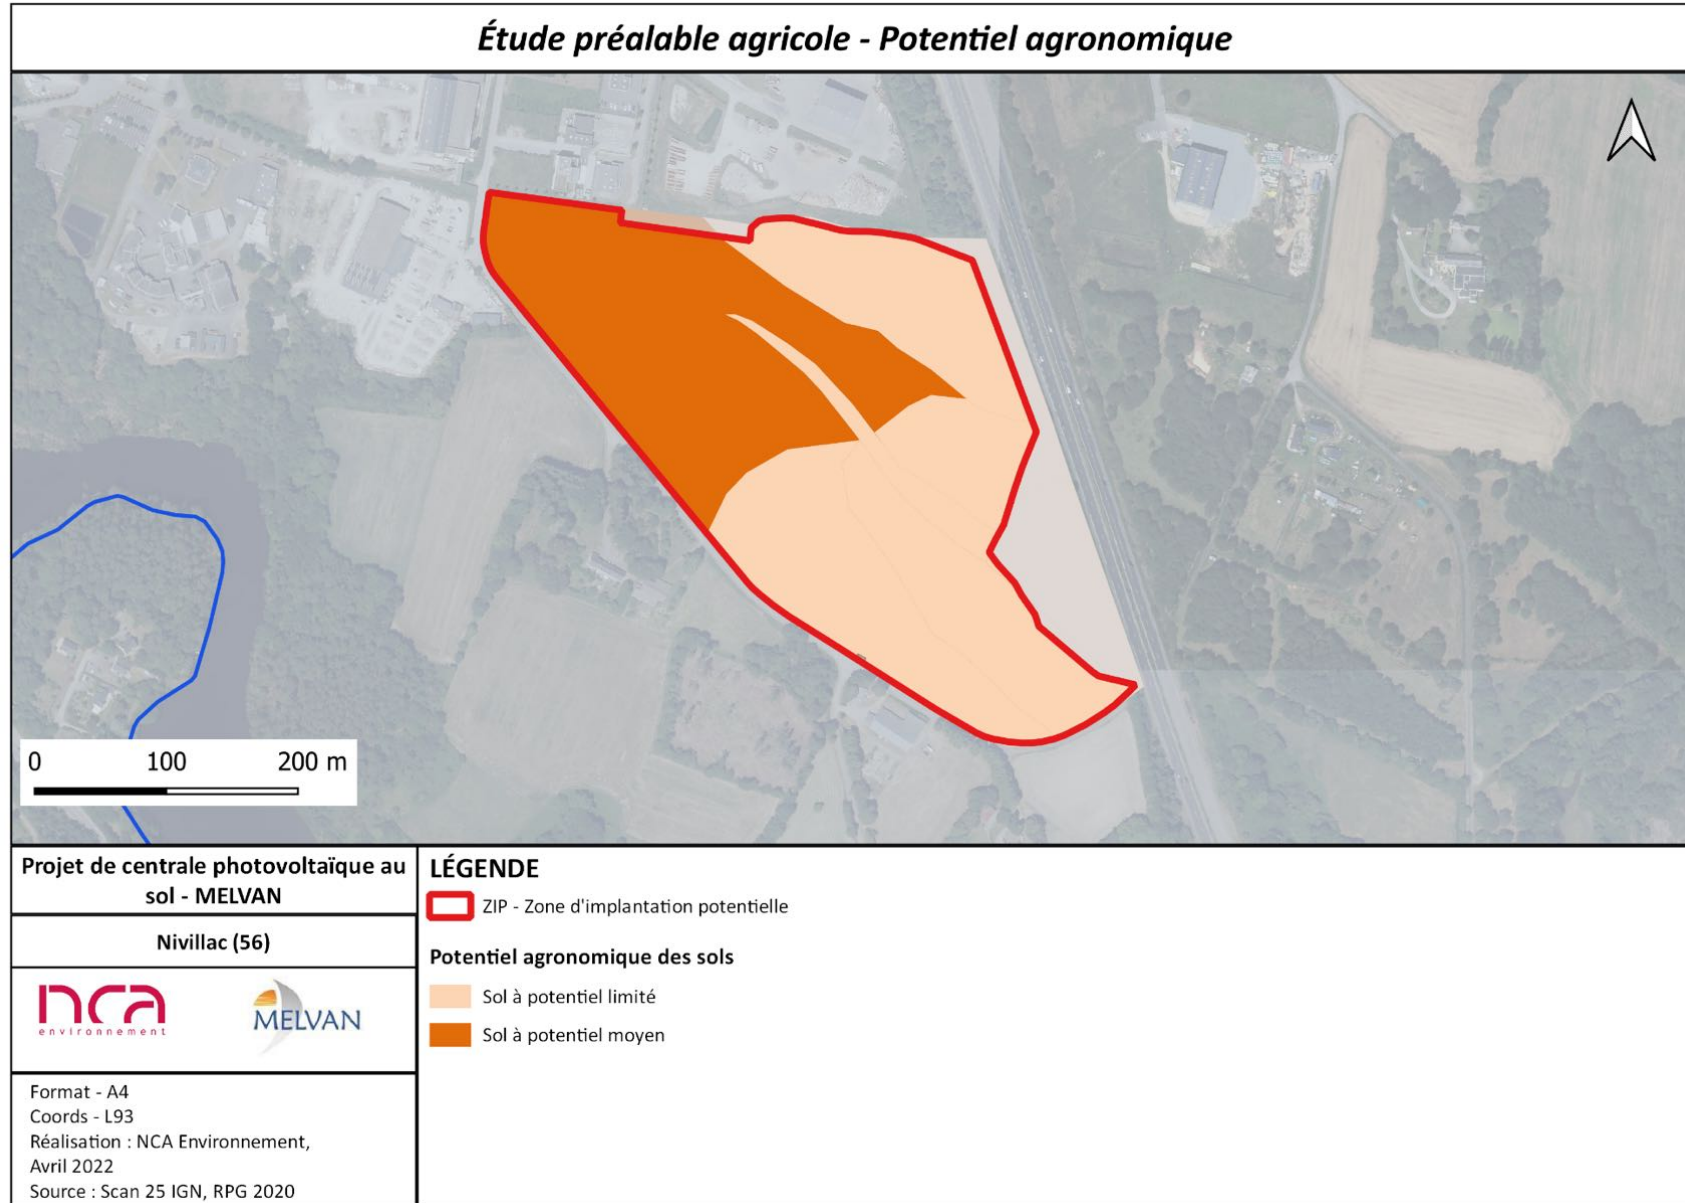 Étude préalable agricole - Potentiel agronomique
0 100 200 m
Projet de centrale photovoltaïque au
sol - MELVAN
Nivillac (56)
nca
environnement
MELVAN
Format - A4
Coords - L93
Réalisation : NCA Environnement,
Avril 2022
Source : Scan 25 IGN, RPG 2020
LÉGENDE
ZIP - Zone d'implantation potentielle
Potentiel agronomique des sols
Sol à potentiel limité
Sol à potentiel moyen